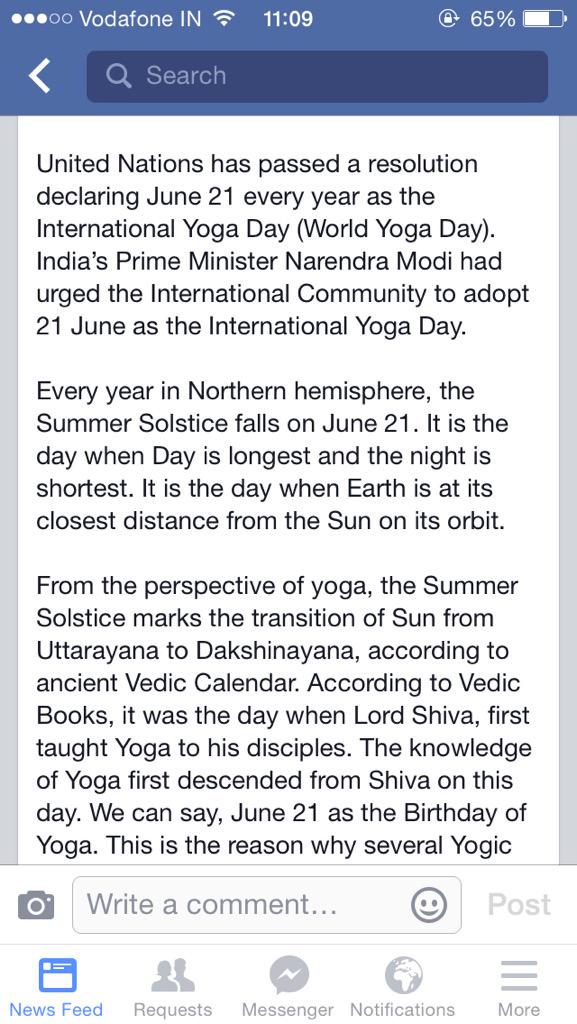 Vodafone IN 11:09 65%
Search
United Nations has passed a resolution
declaring June 21 every year as the
International Yoga Day (World Yoga Day).
India’s Prime Minister Narendra Modi had
urged the International Community to adopt
21 June as the International Yoga Day.
Every year in Northern hemisphere, the
Summer Solstice falls on June 21. It is the
day when Day is longest and the night is
shortest. It is the day when Earth is at its
closest distance from the Sun on its orbit.
From the perspective of yoga, the Summer
Solstice marks the transition of Sun from
Uttarayana to Dakshinayana, according to
ancient Vedic Calendar. According to Vedic
Books, it was the day when Lord Shiva, first
taught Yoga to his disciples. The knowledge
of Yoga first descended from Shiva on this
day. We can say, June 21 as the Birthday of
Yoga. This is the reason why several Yogic
Write a comment... Post
News Feed Requests Messenger Notifications More